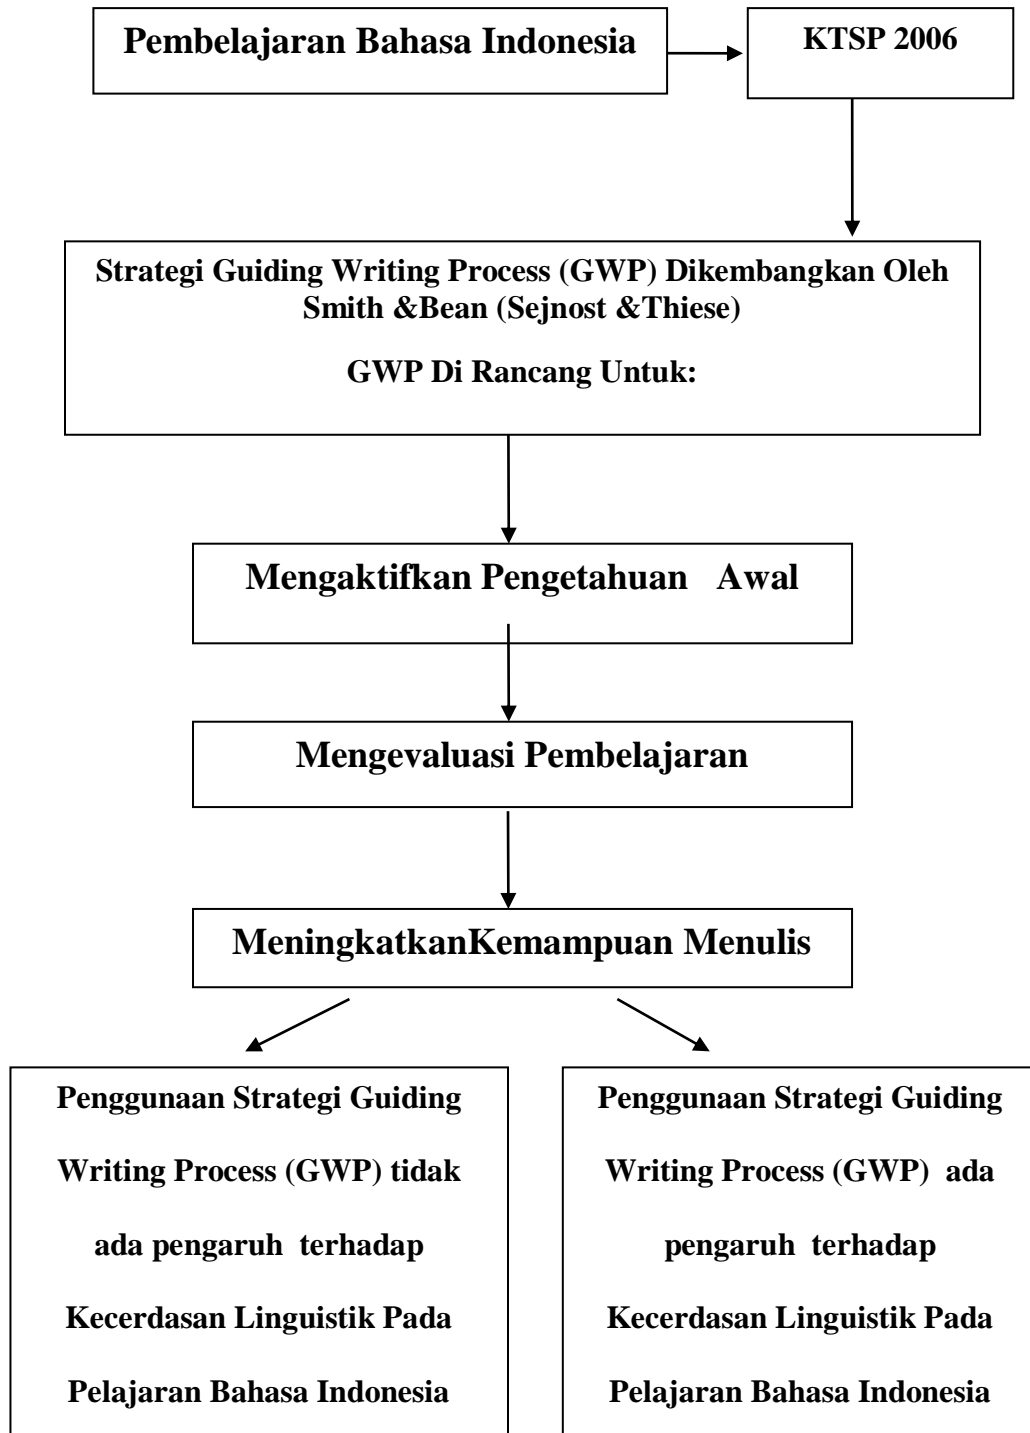 Pembelajaran Bahasa Indonesia
KTSP 2006
Strategi Guiding Writing Process (GWP) Dikembangkan Oleh
Smith &Bean (Sejnost &Thiese)
GWP Di Rancang Untuk:
Mengaktifkan Pengetahuan Awal
Mengevaluasi Pembelajaran
MeningkatkanKemampuan Menulis
Penggunaan Strategi Guiding
Writing Process (GWP) tidak
ada pengaruh terhadap
Kecerdasan Linguistik Pada
Pelajaran Bahasa Indonesia
Penggunaan Strategi Guiding
Writing Process (GWP) ada
pengaruh terhadap
Kecerdasan Linguistik Pada
Pelajaran Bahasa Indonesia